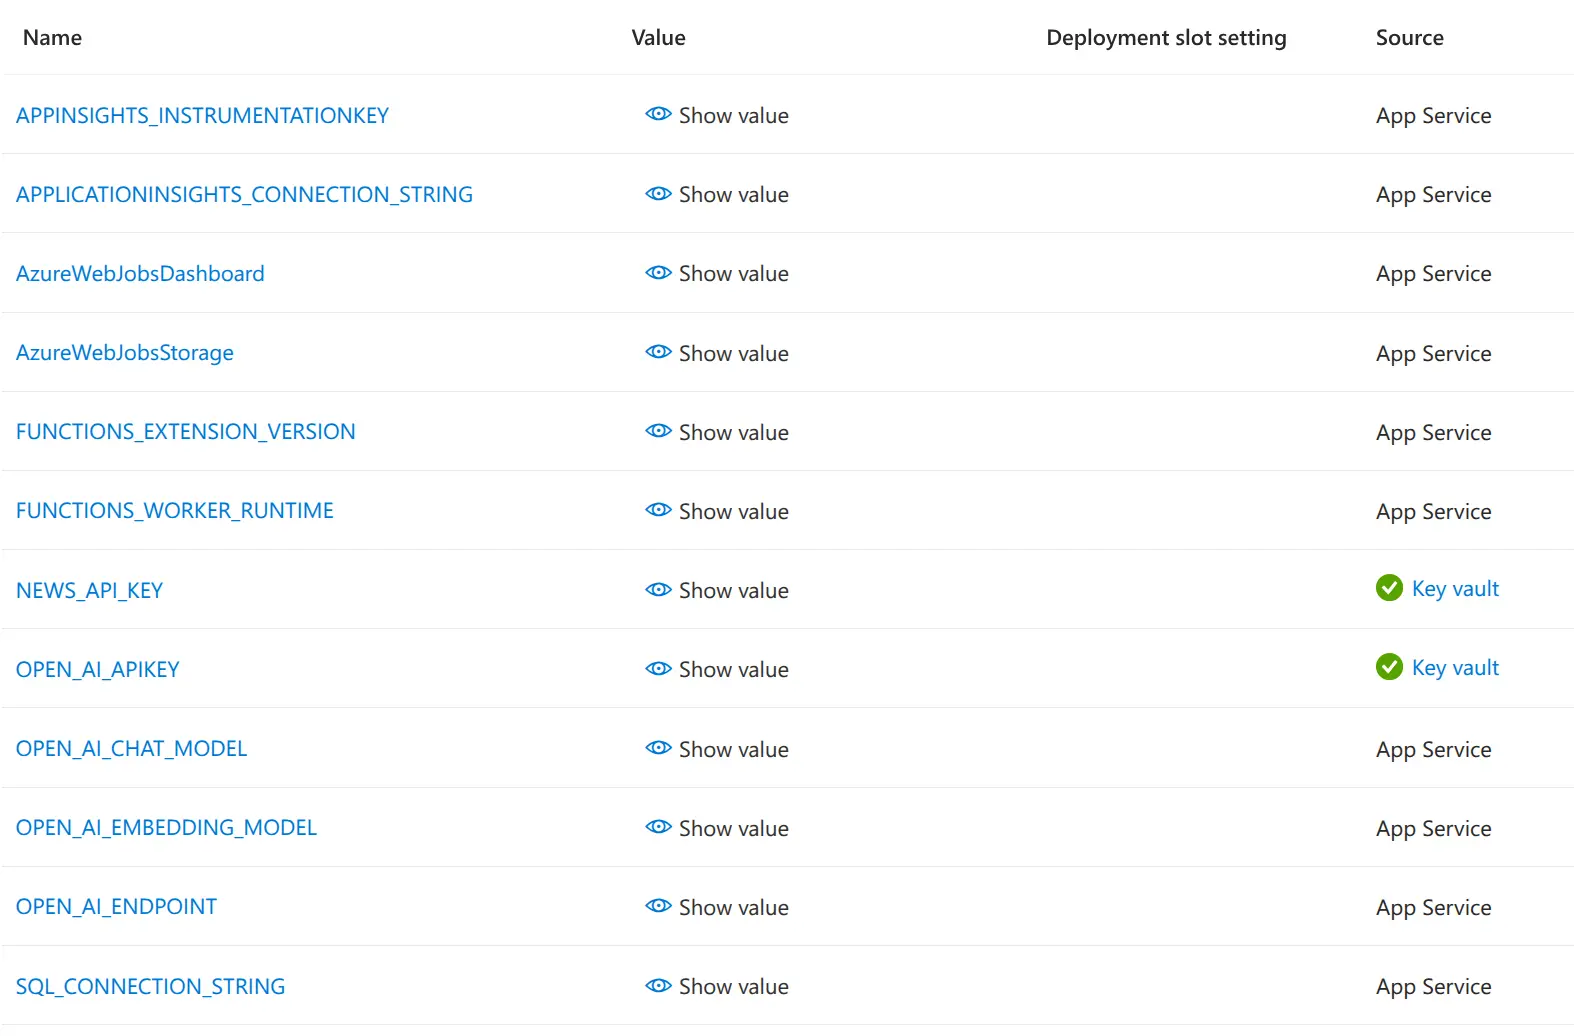 Name Value Deployment slot setting Source
APPINSIGHTS_INSTRUMENTATIONKEY Show value App Service
APPLICATIONINSIGHTS_CONNECTION_STRING Show value App Service
AzureWebJobsDashboard Show value App Service
AzureWebJobsStorage Show value App Service
FUNCTIONS_EXTENSION_VERSION Show value App Service
FUNCTIONS_WORKER_RUNTIME Show value App Service
NEWS_API_KEY Show value Key vault
OPEN_AI_APIKEY Show value Key vault
OPEN_AI_CHAT_MODEL Show value App Service
OPEN_AI_EMBEDDING_MODEL Show value App Service
OPEN_AI_ENDPOINT Show value App Service
SQL_CONNECTION_STRING Show value App Service